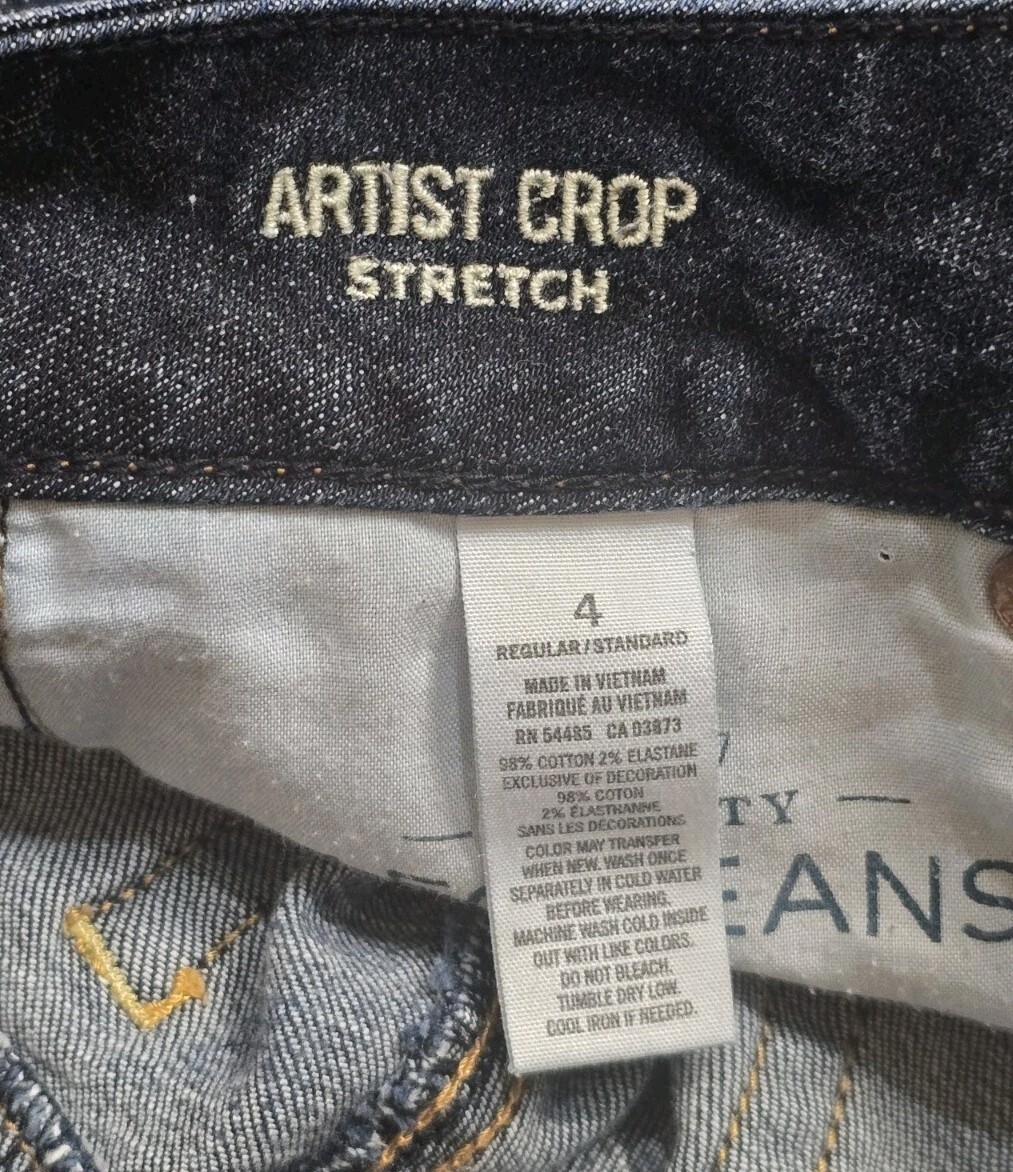 ARTIST CROP
STRETCH
4
REGULAR/STANDARD
MADE IN VIETNAM
FABRIQUÉ AU VIETNAM
RN 54485 CA 03873
98% COTTON 2% ELASTANE
EXCLUSIVE OF DECORATION
98% COTON
2% ÉLASTHANNE
SANS LES DÉCORATIONS
COLOR MAY TRANSFER
WHEN NEW. WASH ONCE
SEPARATELY IN COLD WATER
BEFORE WEARING.
MACHINE WASH COLD INSIDE
OUT WITH LIKE COLORS.
DO NOT BLEACH.
TUMBLE DRY LOW.
COOL IRON IF NEEDED.
TY
EANS